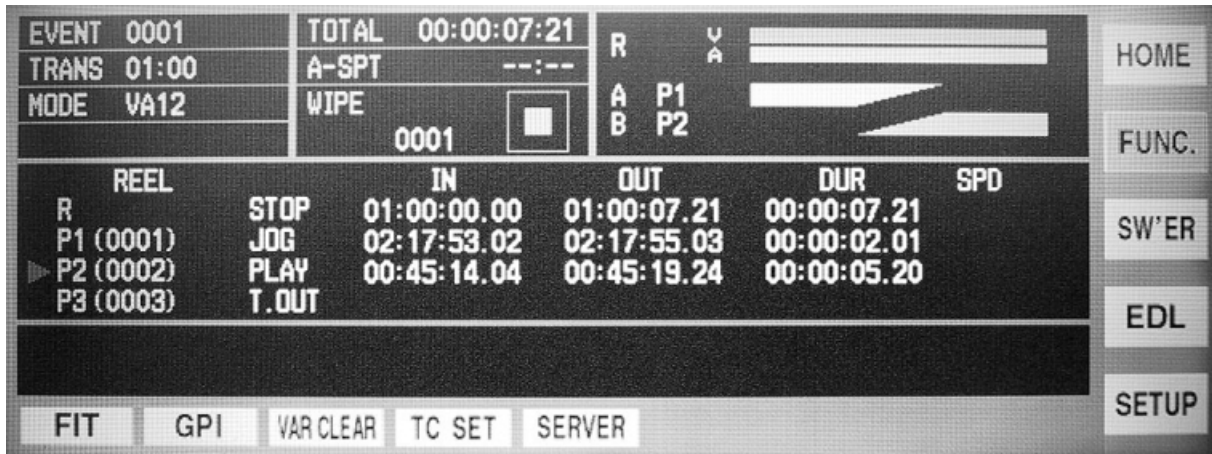 EVENT 0001
TRANS 01:00
MODE VA12
TOTAL 00:00:07:21
A-SPT --:--
WIPE
0001
R V
A
A P1
B P2
REEL IN OUT DUR SPD
R STOP 01:00:00.00 01:00:07.21 00:00:07.21
P1 (0001) JOG 02:17:53.02 02:17:55.03 00:00:02.01
P2 (0002) PLAY 00:45:14.04 00:45:19.24 00:00:05.20
P3 (0003) T.OUT
FIT GPI VAR CLEAR TC SET SERVER
HOME
FUNC.
SW'ER
EDL
SETUP